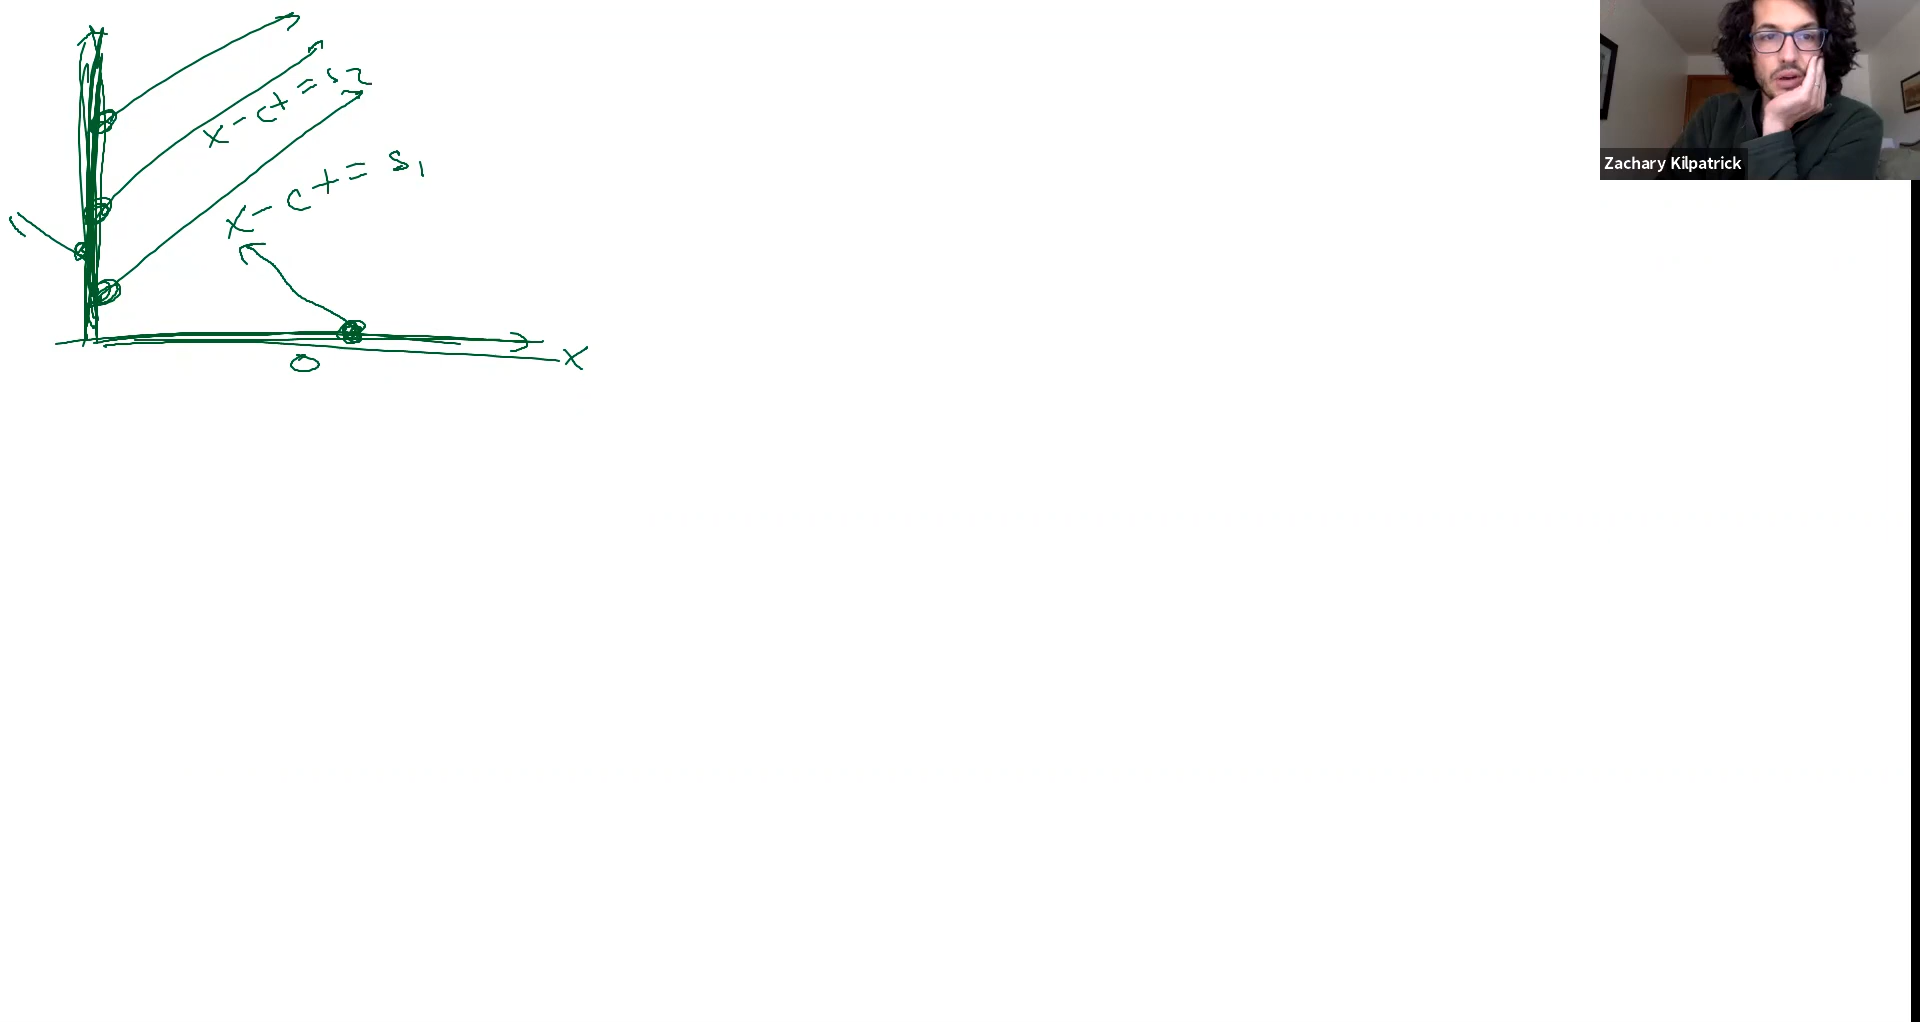 x - ct = s2
x - ct = s1
0
x
Zachary Kilpatrick